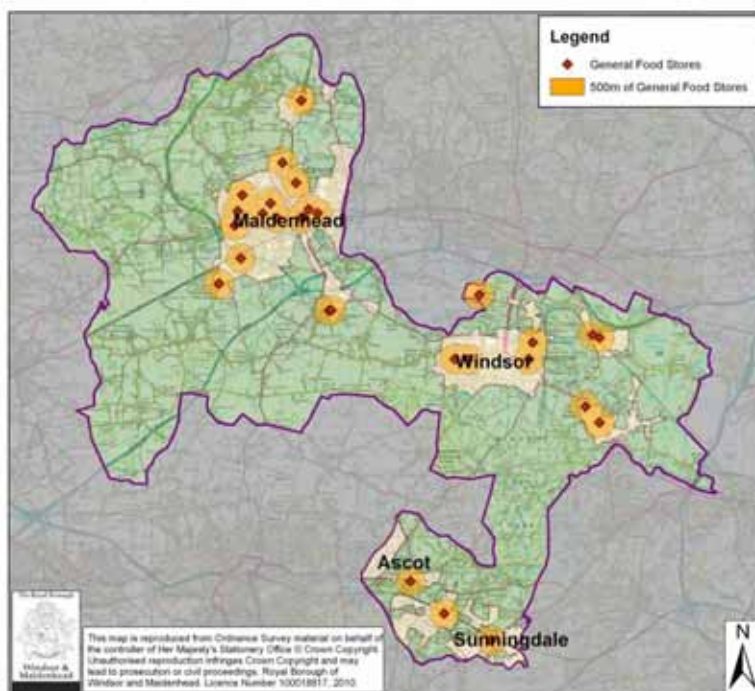 Legend
General Food Stores
500m of General Food Stores
Maidenhead
Windsor
Ascot
Sunningdale
N
The Royal Borough
Windsor &
Maidenhead
This map is reproduced from Ordnance Survey material on behalf of
the controller of Her Majesty's Stationery Office © Crown Copyright.
Unauthorised reproduction infringes Crown Copyright and may
lead to prosecution or civil proceedings. Royal Borough of
Windsor and Maidenhead. Licence Number 100018817, 2010.